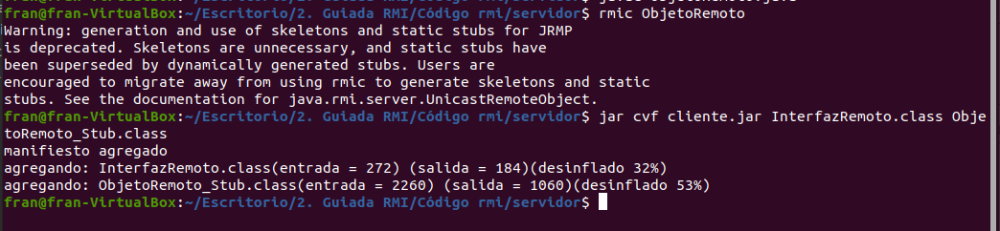 fran@fran-VirtualBox:~/Escritorio/2. Guiada RMI/Código rmi/servidor$ rmic ObjetoRemoto
Warning: generation and use of skeletons and static stubs for JRMP
is deprecated. Skeletons are unnecessary, and static stubs have
been superseded by dynamically generated stubs. Users are
encouraged to migrate away from using rmic to generate skeletons and static
stubs. See the documentation for java.rmi.server.UnicastRemoteObject.
fran@fran-VirtualBox:~/Escritorio/2. Guiada RMI/Código rmi/servidor$ jar cvf cliente.jar InterfazRemoto.class Obje
toRemoto_Stub.class
manifiesto agregado
agregando: InterfazRemoto.class(entrada = 272) (salida = 184)(desinflado 32%)
agregando: ObjetoRemoto_Stub.class(entrada = 2260) (salida = 1060)(desinflado 53%)
fran@fran-VirtualBox:~/Escritorio/2. Guiada RMI/Código rmi/servidor$